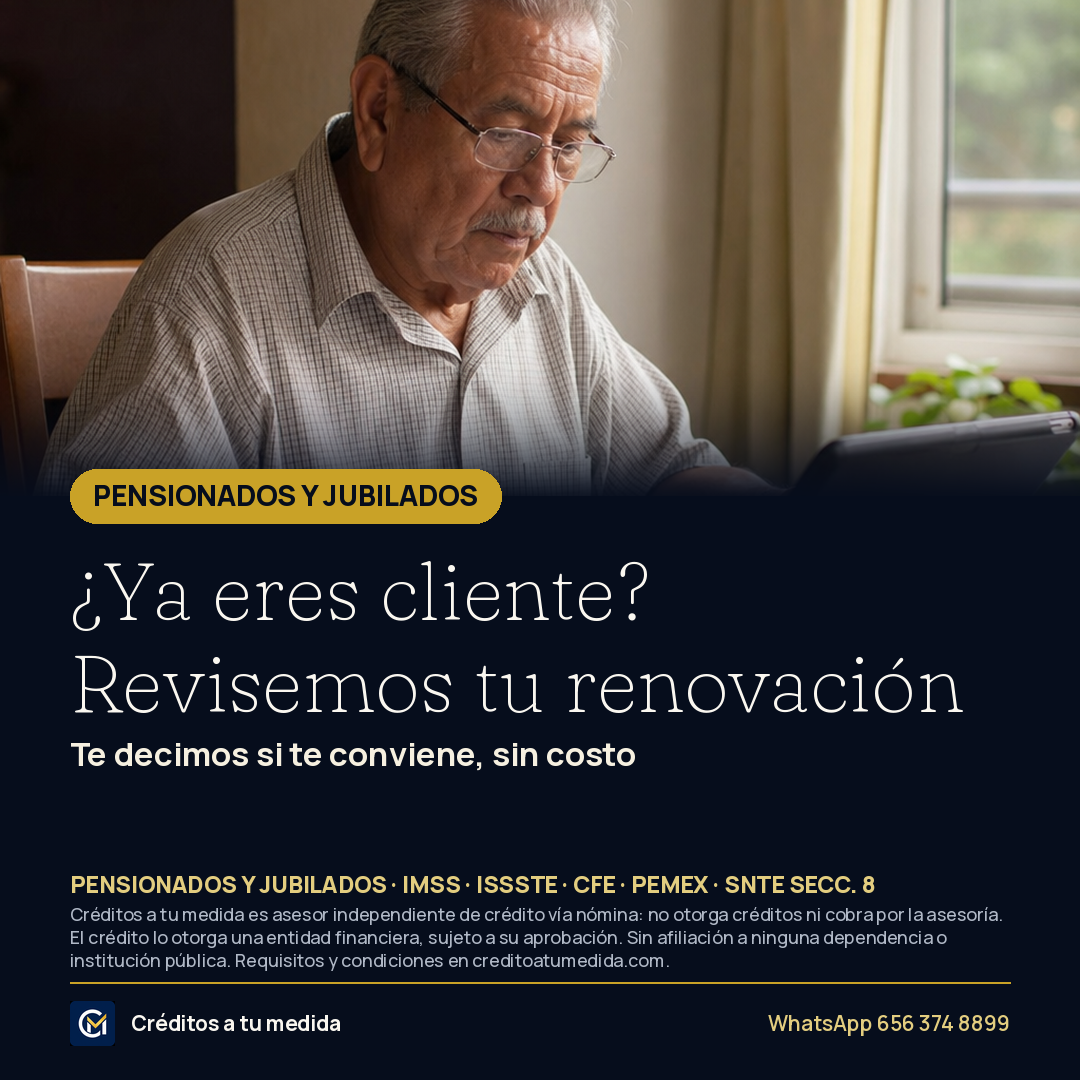 PENSIONADOS Y JUBILADOS
¿Ya eres cliente?
Revisemos tu renovación
Te decimos si te conviene, sin costo
PENSIONADOS Y JUBILADOS · IMSS · ISSSTE · CFE · PEMEX · SNTE SECC. 8
Créditos a tu medida es asesor independiente de crédito vía nómina: no otorga créditos ni cobra por la asesoría.
El crédito lo otorga una entidad financiera, sujeto a su aprobación. Sin afiliación a ninguna dependencia o
institución pública. Requisitos y condiciones en creditoatumedida.com.
Créditos a tu medida
WhatsApp 656 374 8899